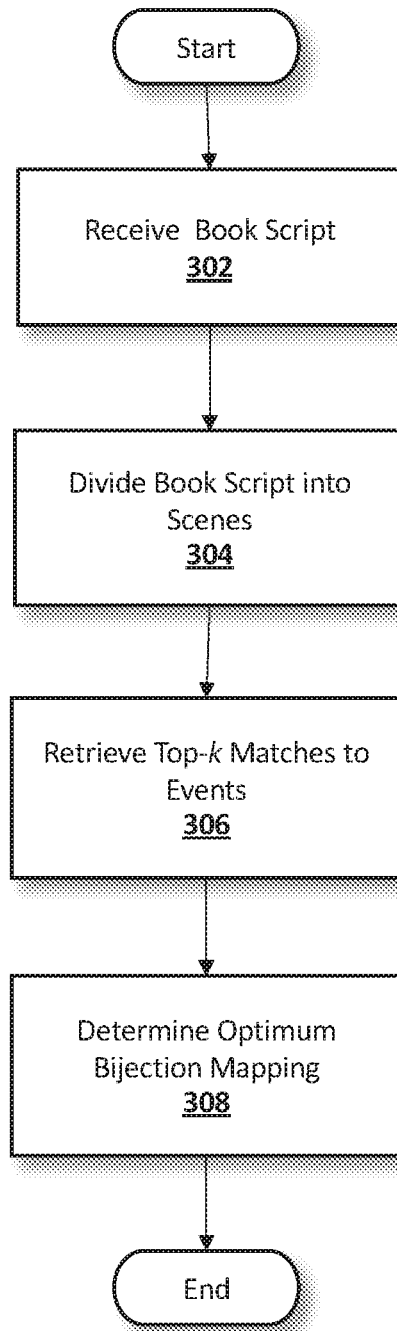 Start
Receive Book Script
302
Divide Book Script into
Scenes
304
Retrieve Top-k Matches to
Events
306
Determine Optimum
Bijection Mapping
308
End